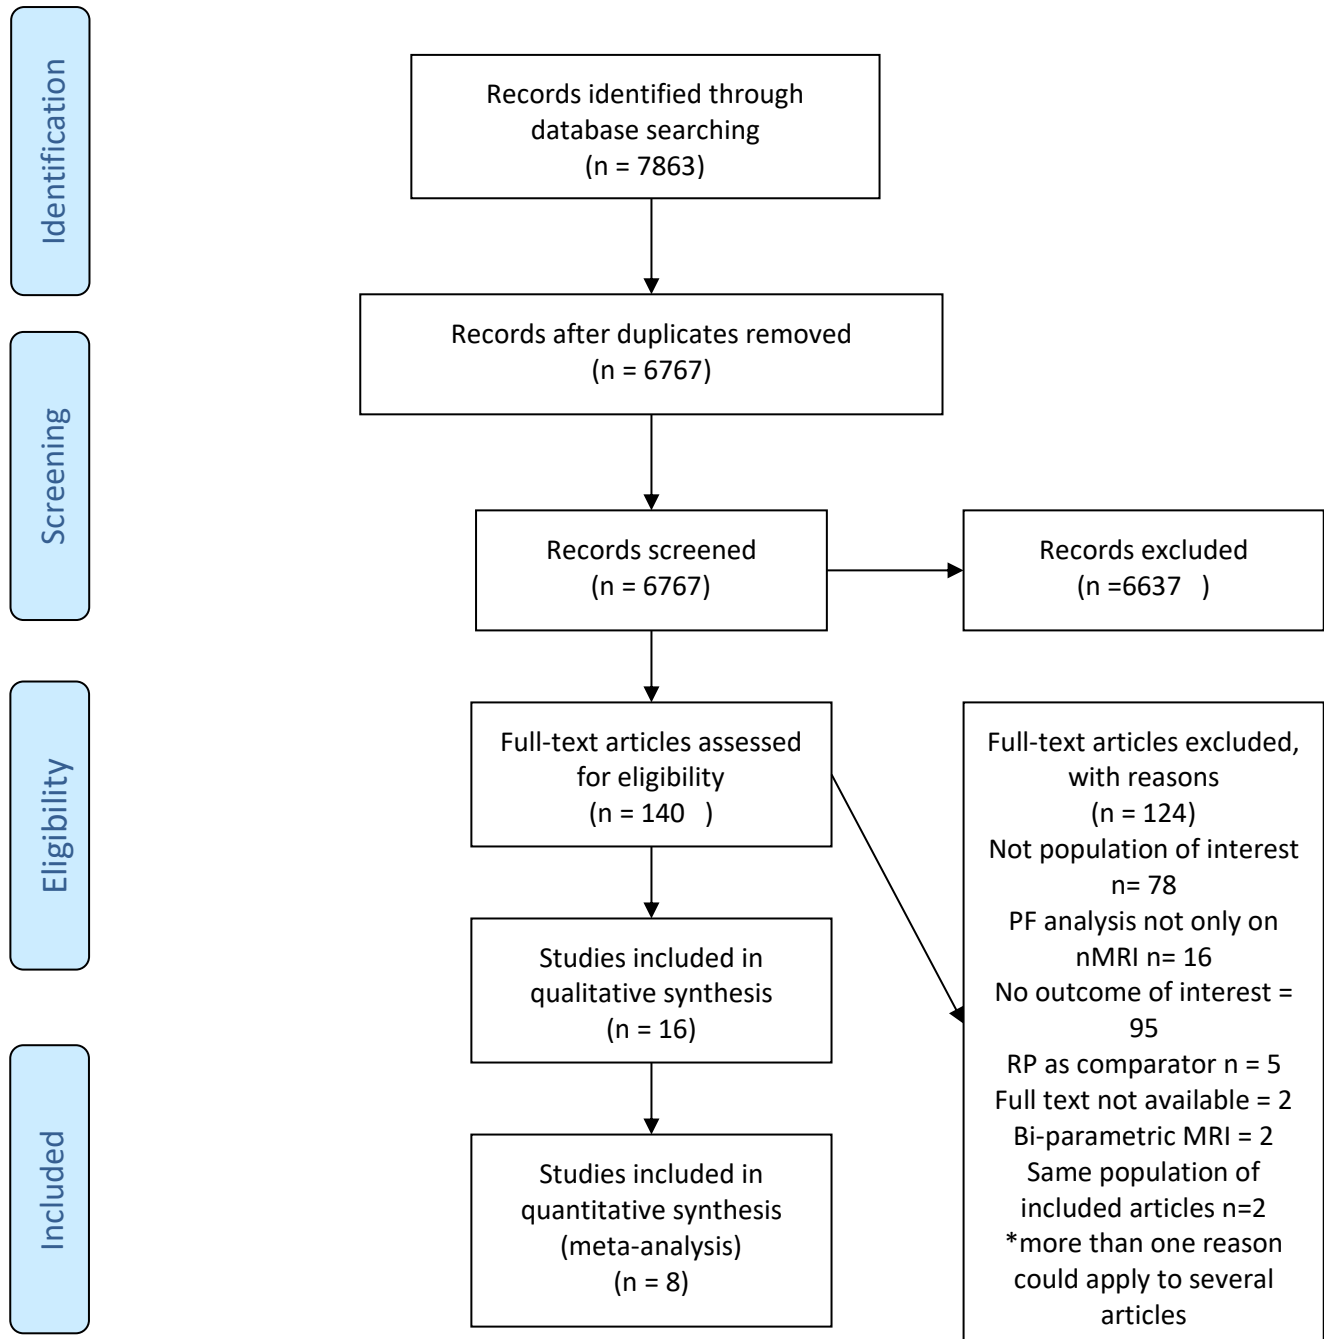 Identification
Records identified through
database searching
(n = 7863)
Records after duplicates removed
(n = 6767)
Screening
Records screened
(n = 6767)
Records excluded
(n =6637   )
Eligibility
Full-text articles assessed
for eligibility
(n = 140   )
Full-text articles excluded,
with reasons
(n = 124)
Not population of interest
n= 78
PF analysis not only on
nMRI n= 16
No outcome of interest =
95
RP as comparator n = 5
Full text not available = 2
Bi-parametric MRI = 2
Same population of
included articles n=2
*more than one reason
could apply to several
articles
Studies included in
qualitative synthesis
(n = 16)
Included
Studies included in
quantitative synthesis
(meta-analysis)
(n = 8)